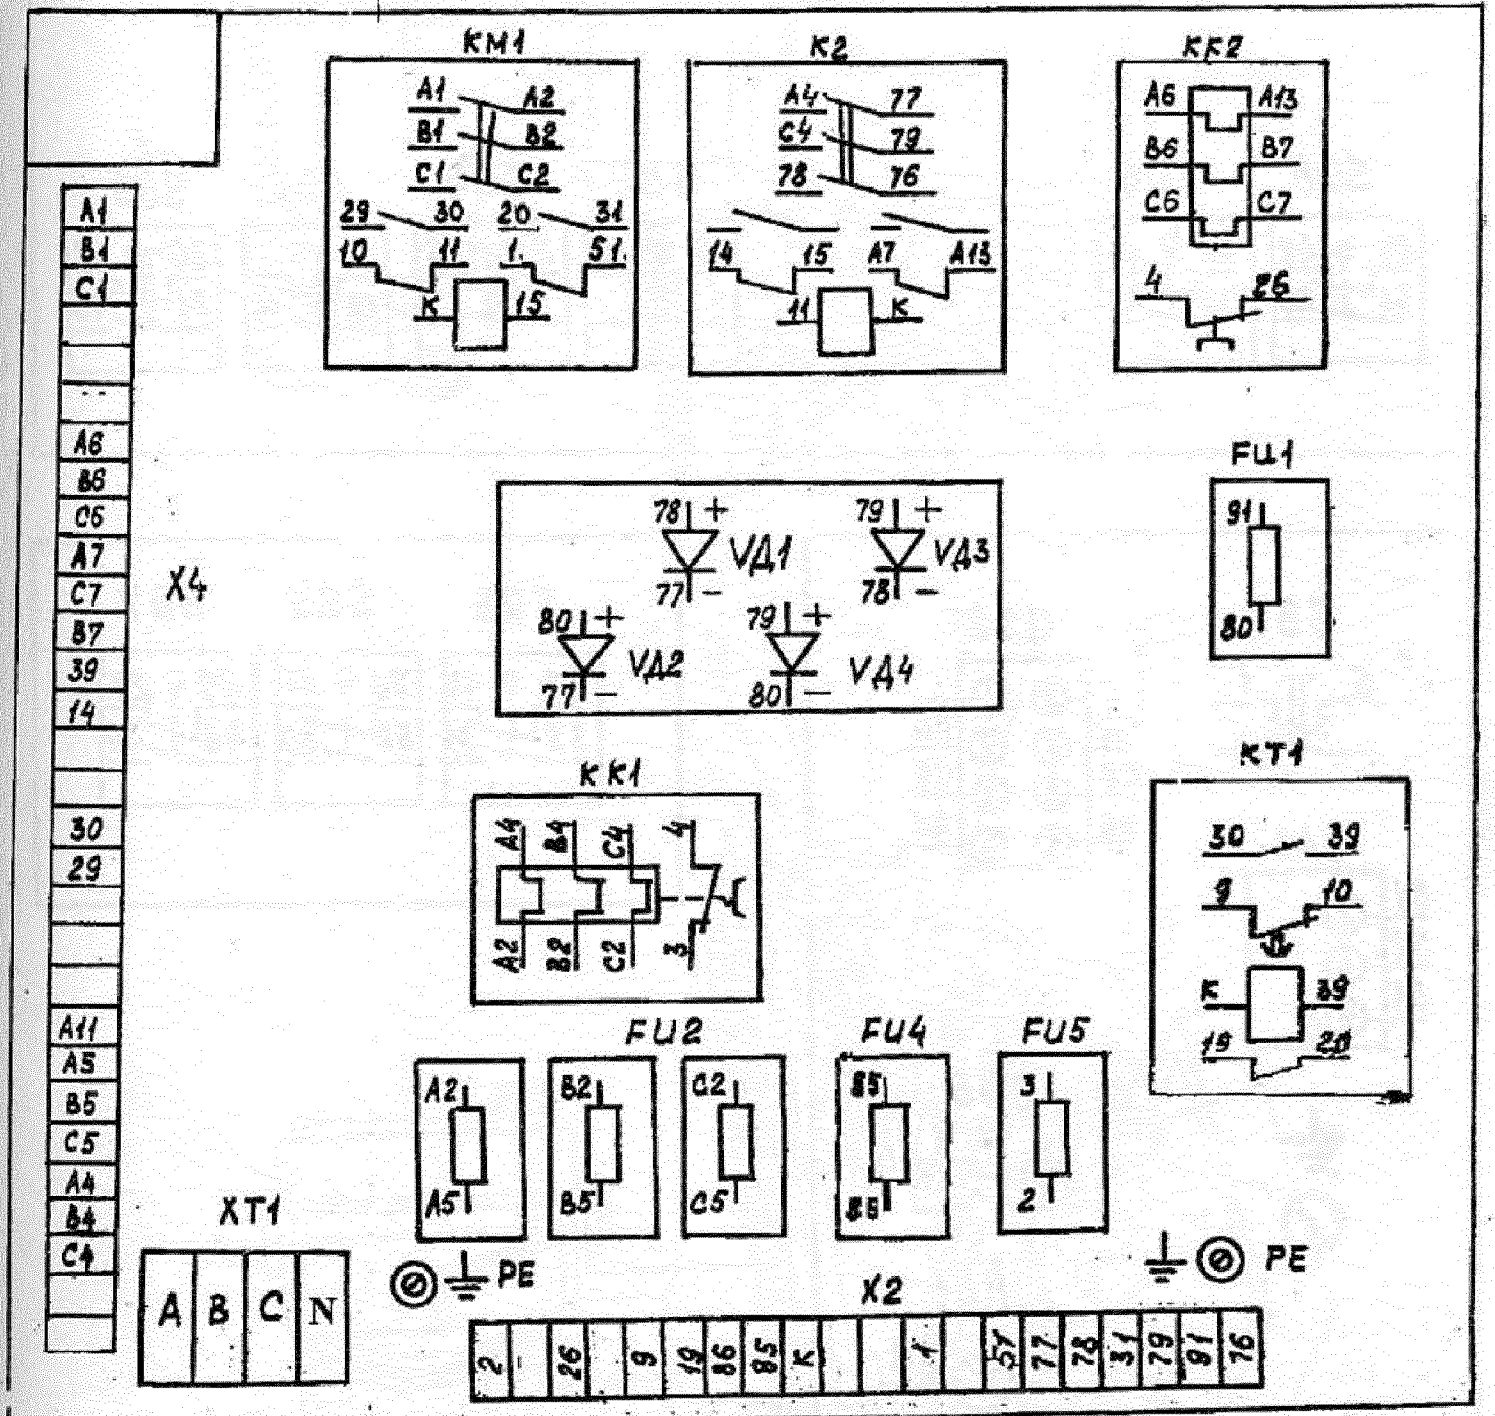 КМ1
А1 А2
В1 В2
С1 С2
29 30 20 31
10 11 1. 51.
К 15
К2
А4 77
С4 79
78 76
14 15 А7 А13
11 К
КК2
А6 А13
В6 В7
С6 С7
4 26
А1
В1
С1
А6
В6
С6
А7
С7
В7
39
14
30
29
А11
А5
В5
С5
А4
В4
С4
Х4
78 + 79 +
VД1 VД3
77 - 78 -
80 + 79 +
VД2 VД4
77 - 80 -
FU1
91
80
КК1
А4 В4 С4 4
А2 В2 С2 3
КТ1
30 39
9 10
К 39
19 20
FU2
А2 В2 С2
А5 В5 С5
FU4
85
86
FU5
3
2
ХТ1
А В С N
РЕ
РЕ
Х2
2 - 26 9 19 86 85 К 1 51 77 78 31 79 91 76